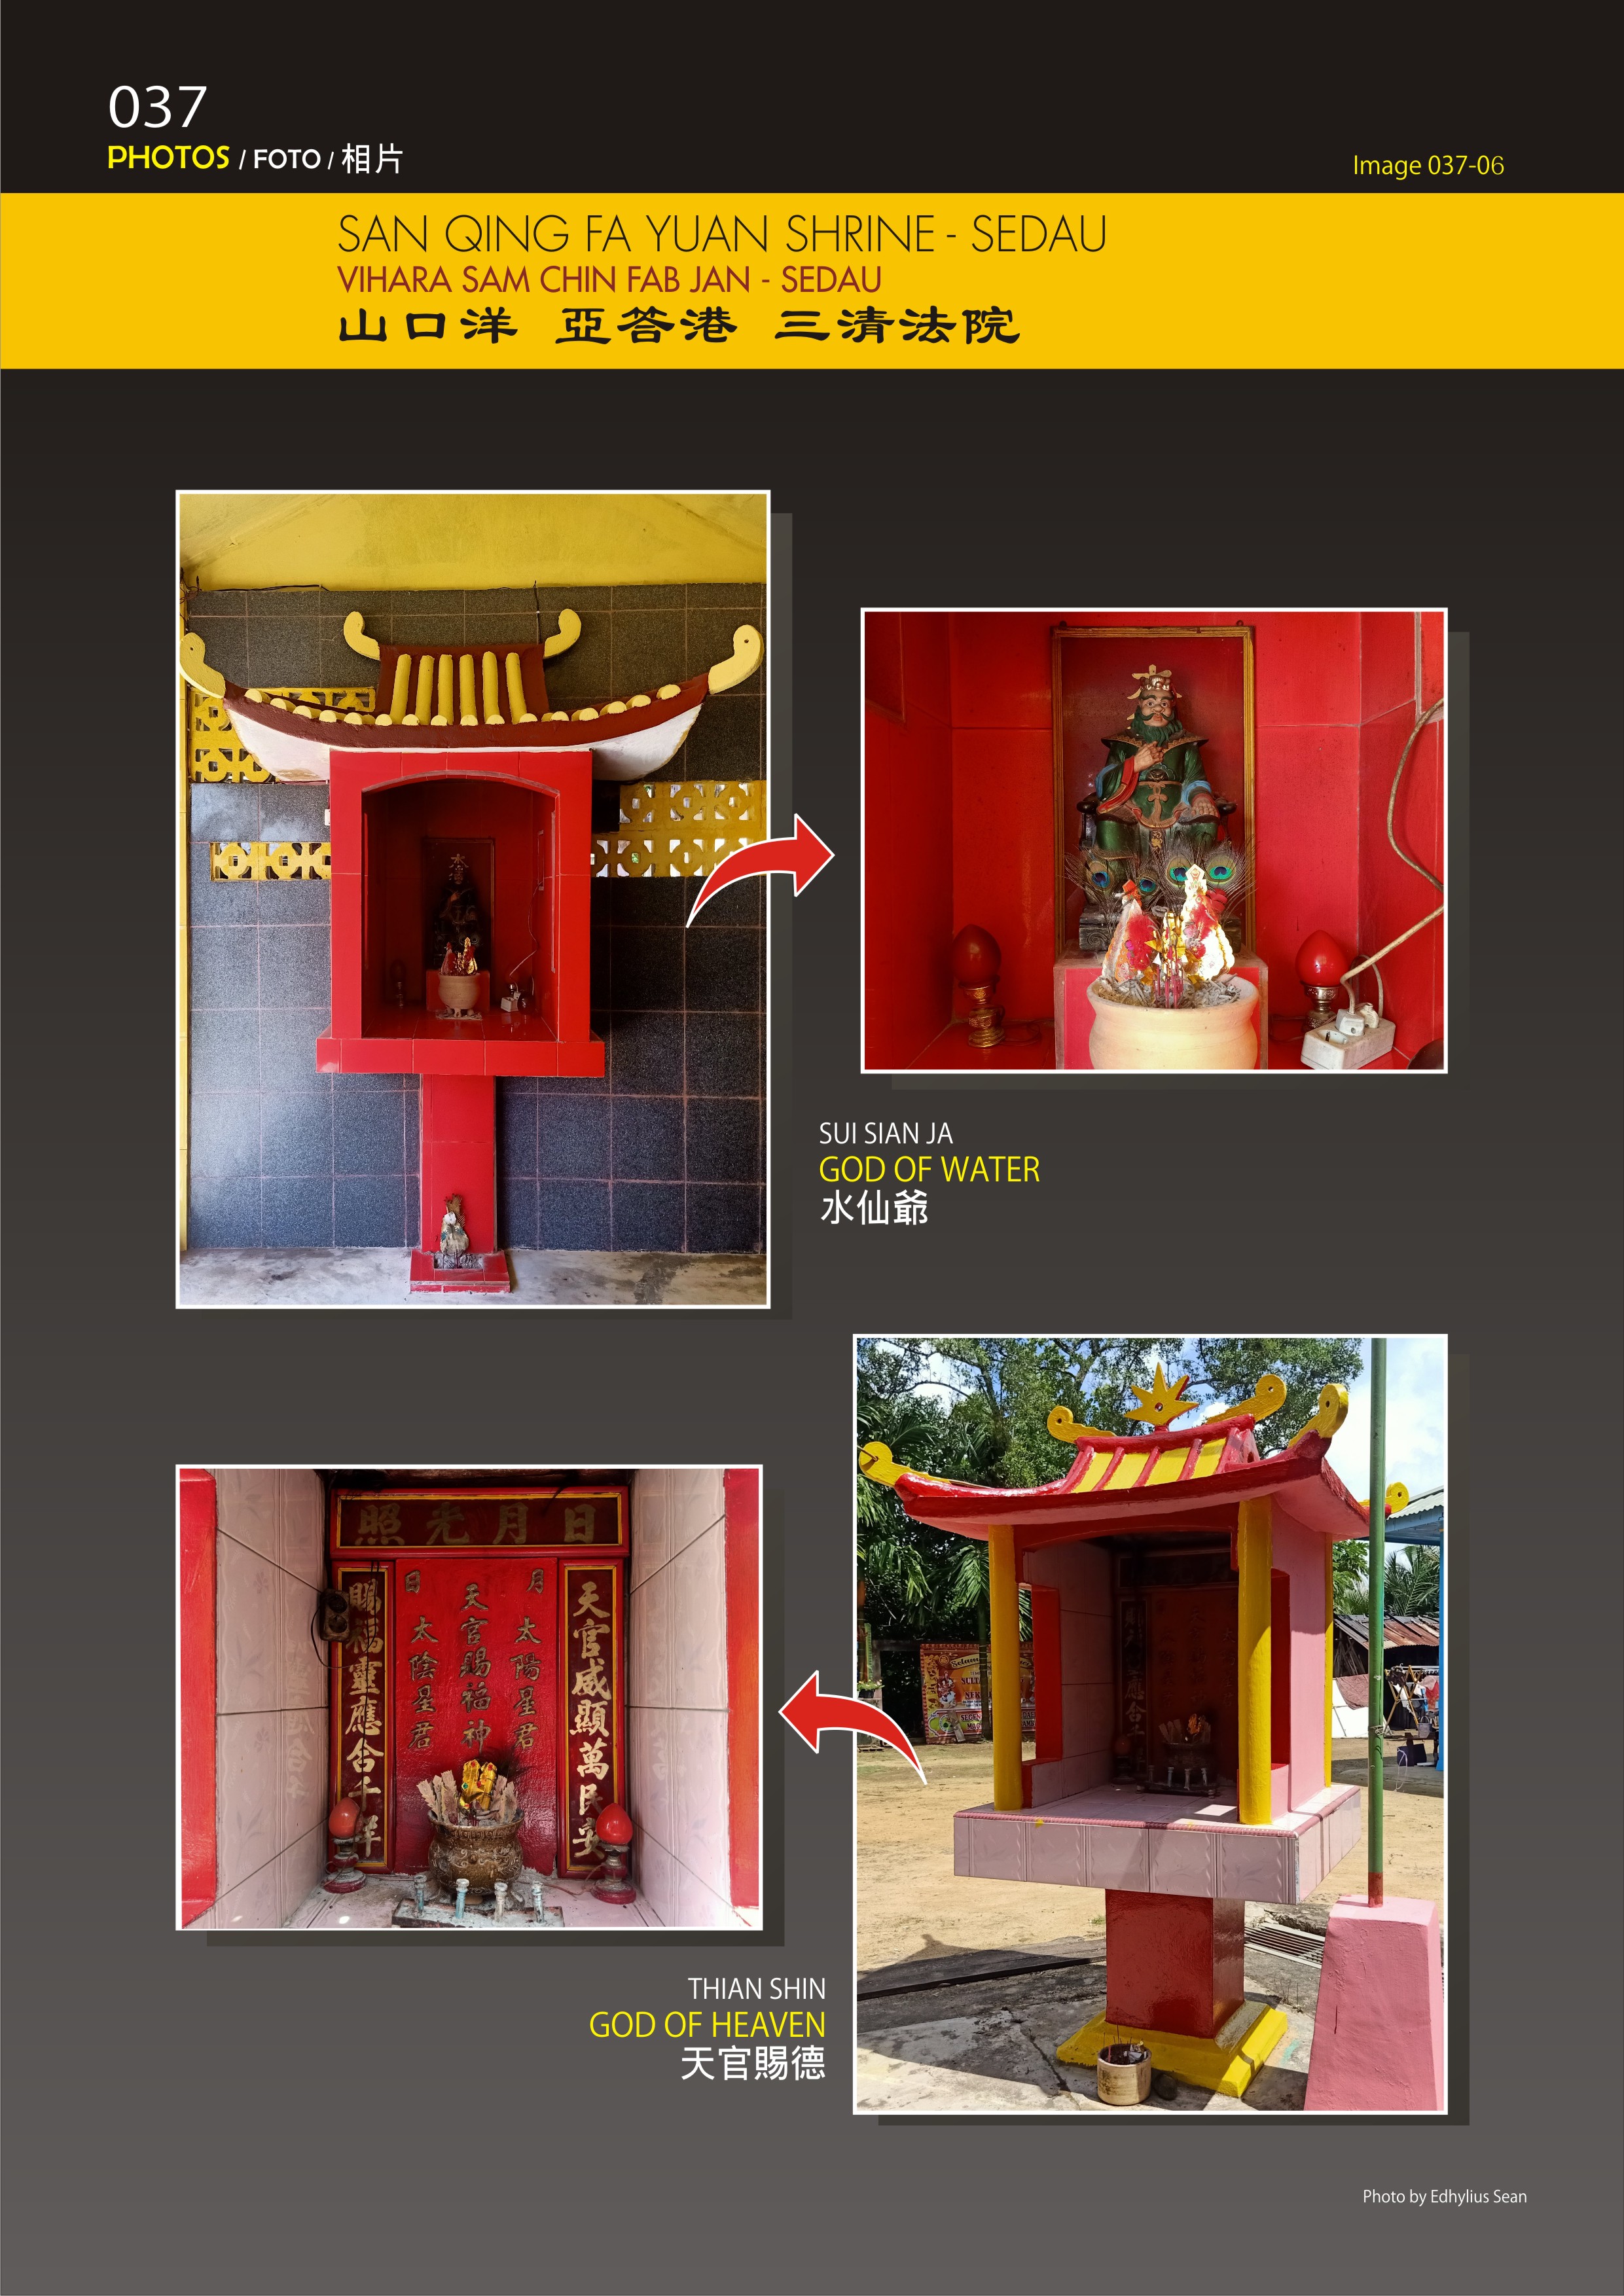 037
PHOTOS / FOTO / 相片
Image 037-06
SAN QING FA YUAN SHRINE - SEDAU
VIHARA SAM CHIN FAB JAN - SEDAU
山口洋 亞答港 三清法院
水
SUI SIAN JA
GOD OF WATER
水仙爺
照光月日
日
月
天官賜福神
太陰星君
太陽星君
賜福靈應合千祥
天官威顯萬民安
THIAN SHIN
GOD OF HEAVEN
天官賜德
Photo by Edhylius Sean